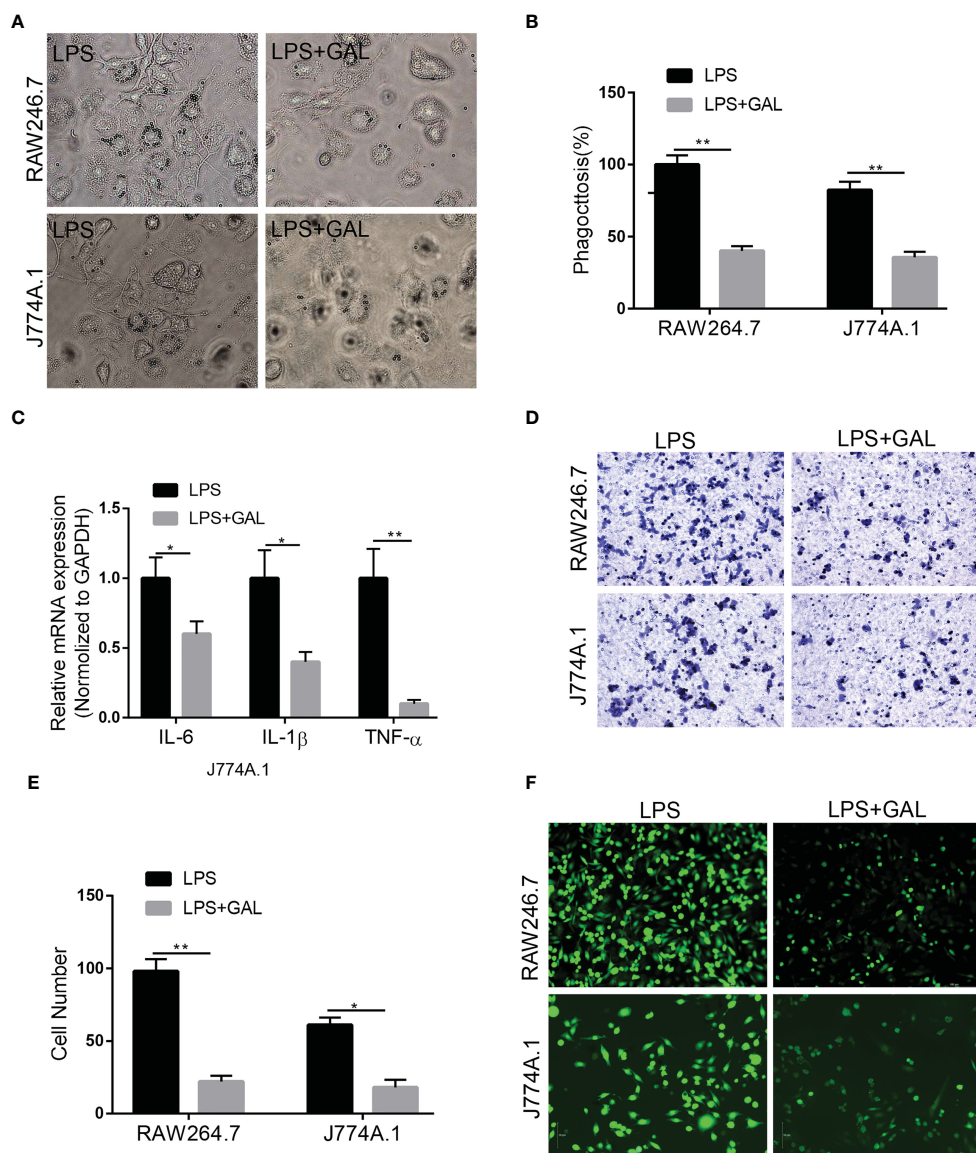 A
LPS
LPS+GAL
RAW246.7
LPS
LPS+GAL
J774A.1
B
LPS
LPS+GAL
Phagocttosis(%)
150
100
50
0
**
**
RAW264.7
J774A.1
C
LPS
LPS+GAL
Relative mRNA expression
(Normolized to GAPDH)
1.5
1.0
0.5
0.0
*
*
**
IL-6
IL-1β
TNF-α
J774A.1
D
LPS
LPS+GAL
RAW246.7
J774A.1
E
LPS
LPS+GAL
Cell Number
150
100
50
0
**
*
RAW264.7
J774A.1
F
LPS
LPS+GAL
RAW246.7
J774A.1